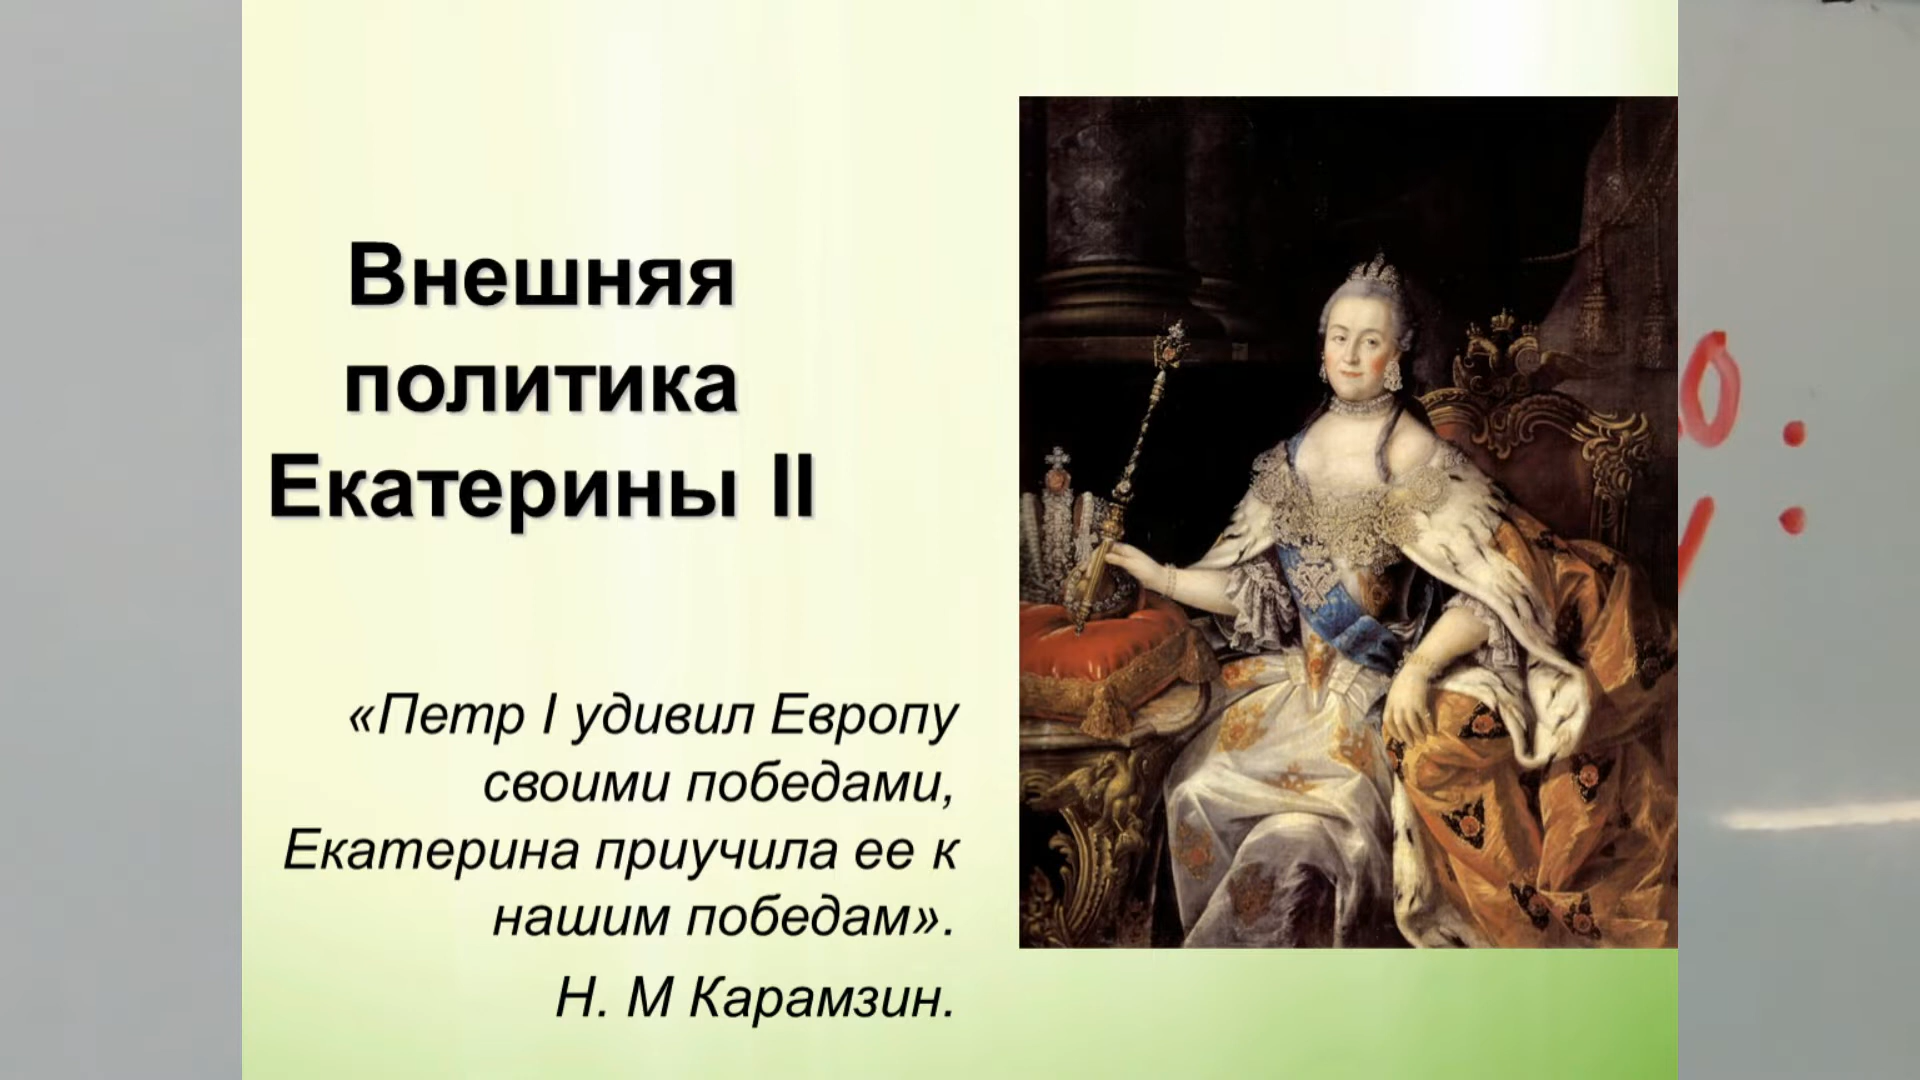 Внешняя
политика
Екатерины II
«Петр I удивил Европу
своими победами,
Екатерина приучила ее к
нашим победам».
Н. М Карамзин.